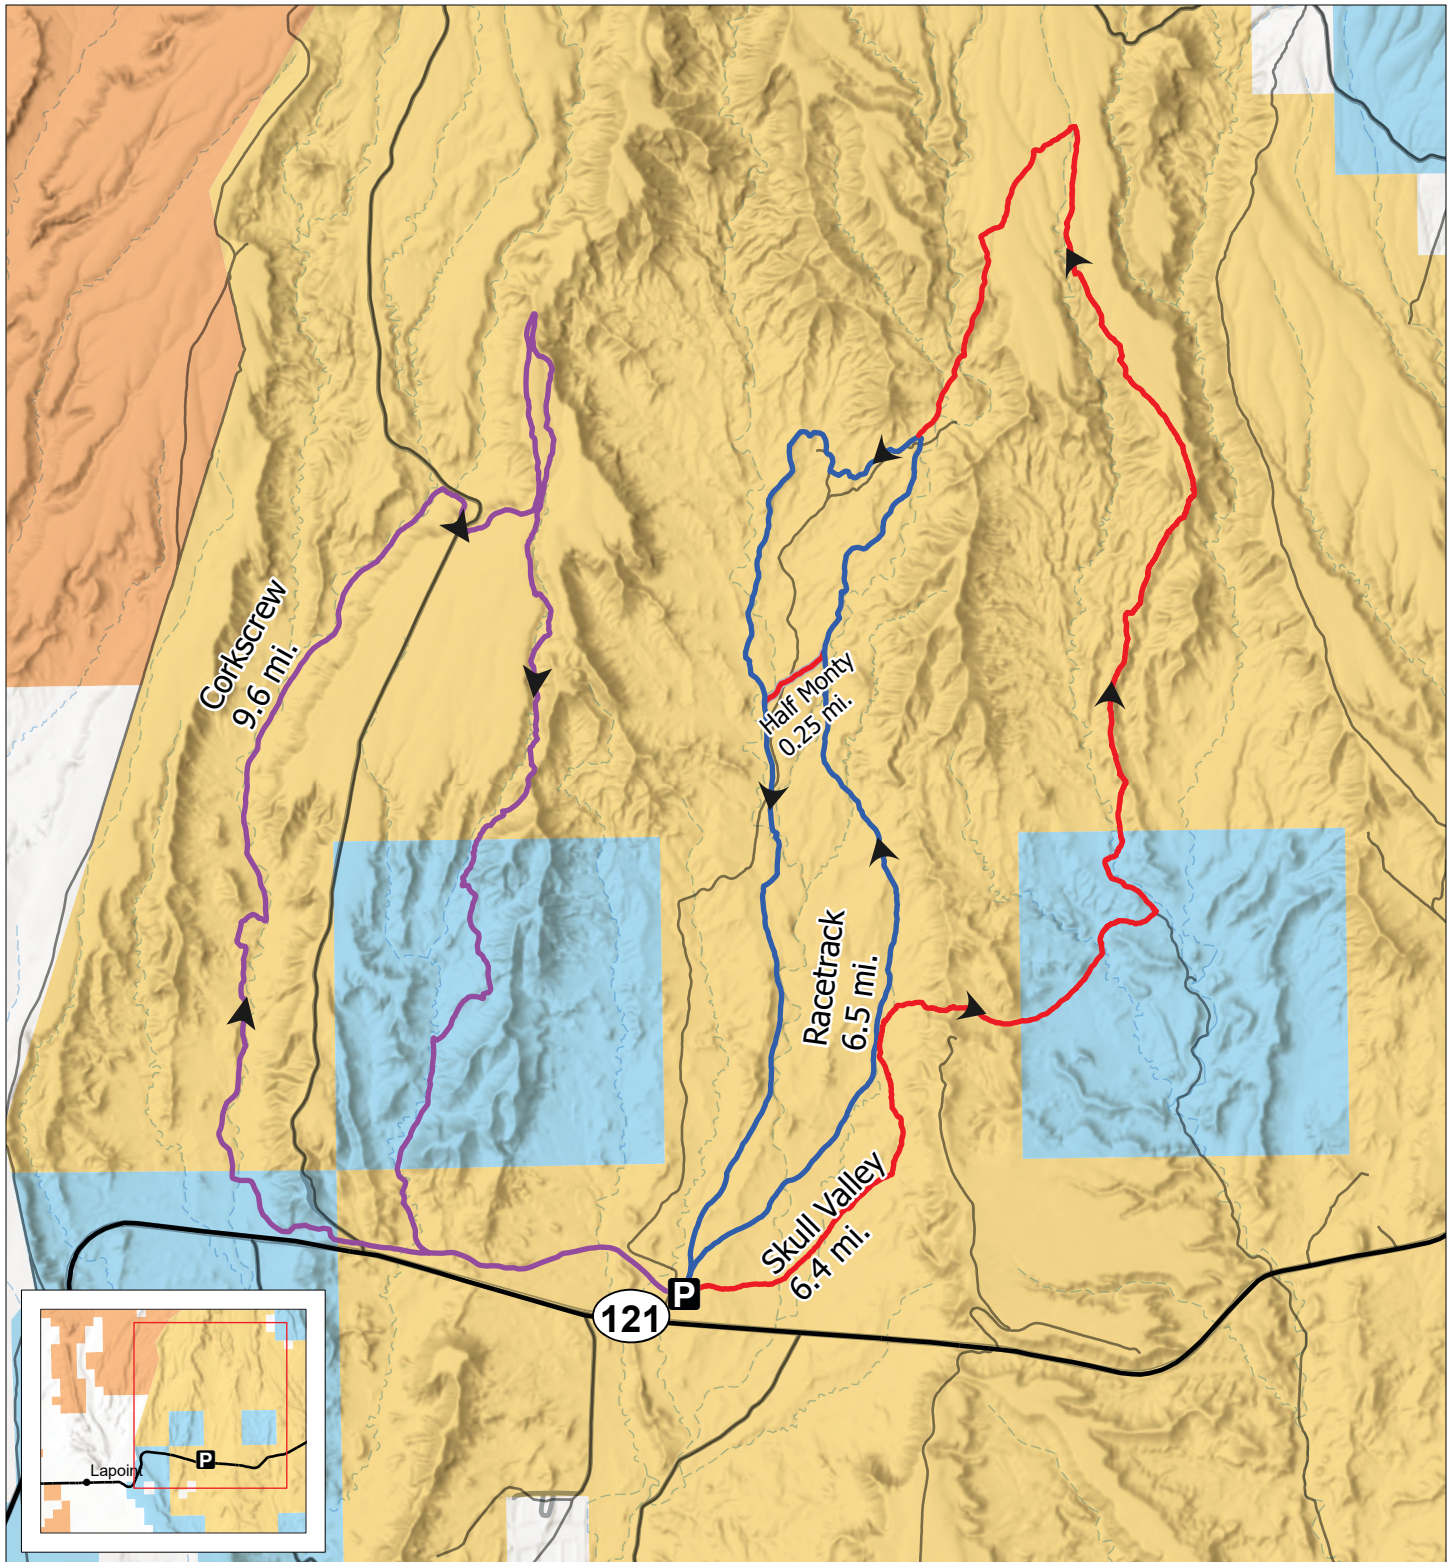 Corkscrew
9.6 mi.
Half Monty
0.25 mi.
Racetrack
6.5 mi.
Skull Valley
6.4 mi.
P
121
Lapoint
P